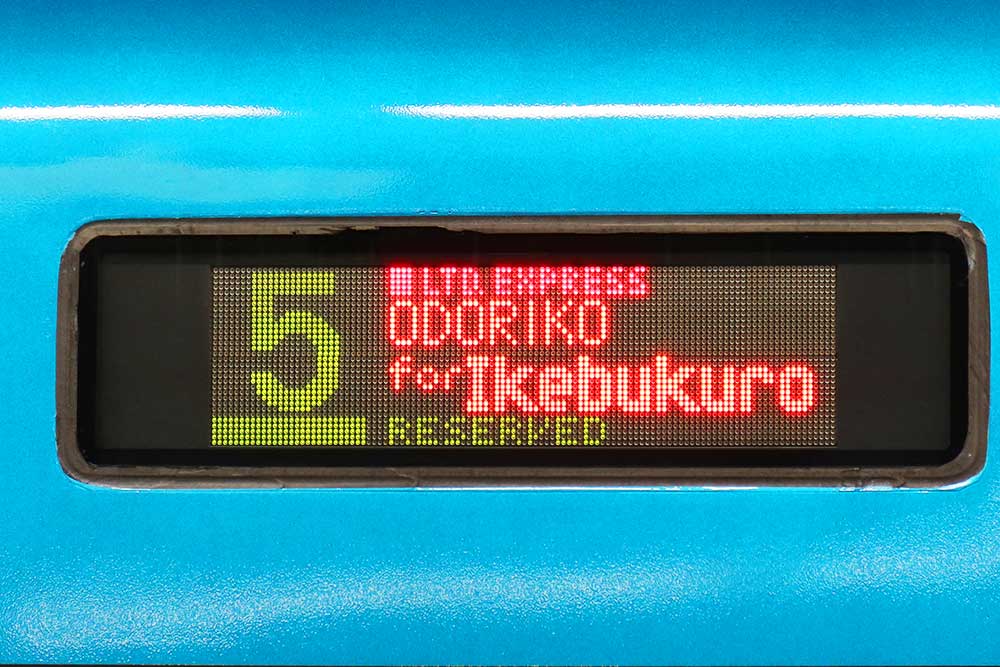 5
LTD.EXPRESS
ODORIKO
for Ikebukuro
RESERVED